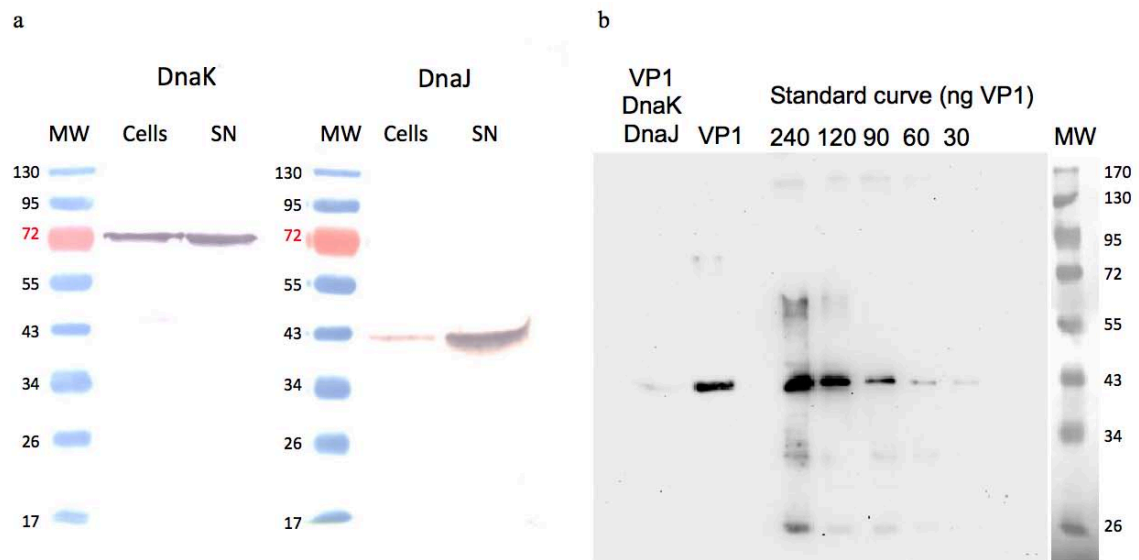 a
DnaK
DnaJ
MW Cells SN
MW Cells SN
130
95
72
55
43
34
26
17
130
95
72
55
43
34
26
17
b
VP1
DnaK
DnaJ
VP1
Standard curve (ng VP1)
240 120 90 60 30
MW
170
130
95
72
55
43
34
26